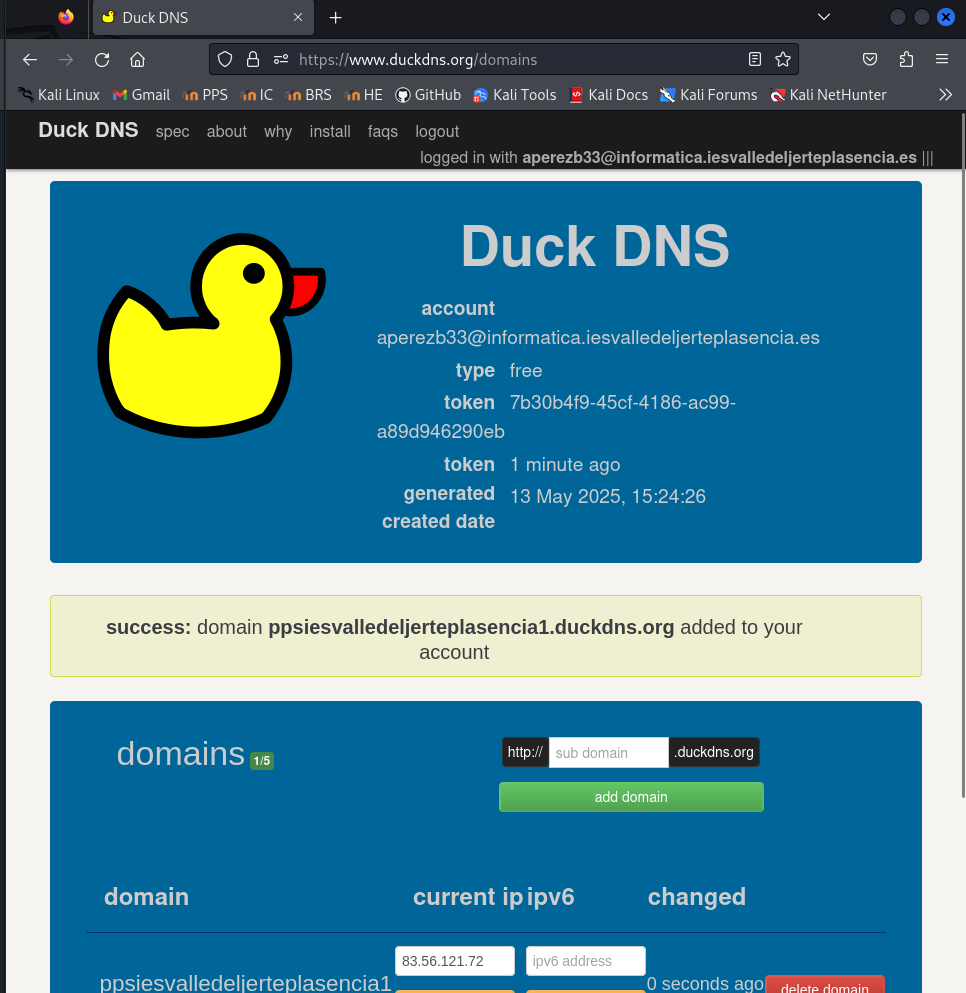 Duck DNS
https://www.duckdns.org/domains
Kali Linux Gmail PPS IC BRS HE GitHub Kali Tools Kali Docs Kali Forums Kali NetHunter
Duck DNS spec about why install faqs logout
logged in with aperezb33@informatica.iesvalledeljerteplasencia.es |||
Duck DNS
account
aperezb33@informatica.iesvalledeljerteplasencia.es
type free
token 7b30b4f9-45cf-4186-ac99-
a89d946290eb
token 1 minute ago
generated 13 May 2025, 15:24:26
created date
success: domain ppsiesvalledeljerteplasencia1.duckdns.org added to your
account
domains 1/5 http:// sub domain .duckdns.org
add domain
domain current ip ipv6 changed
83.56.121.72 ipv6 address
ppsiesvalledeljerteplasencia1 0 seconds ago delete domain